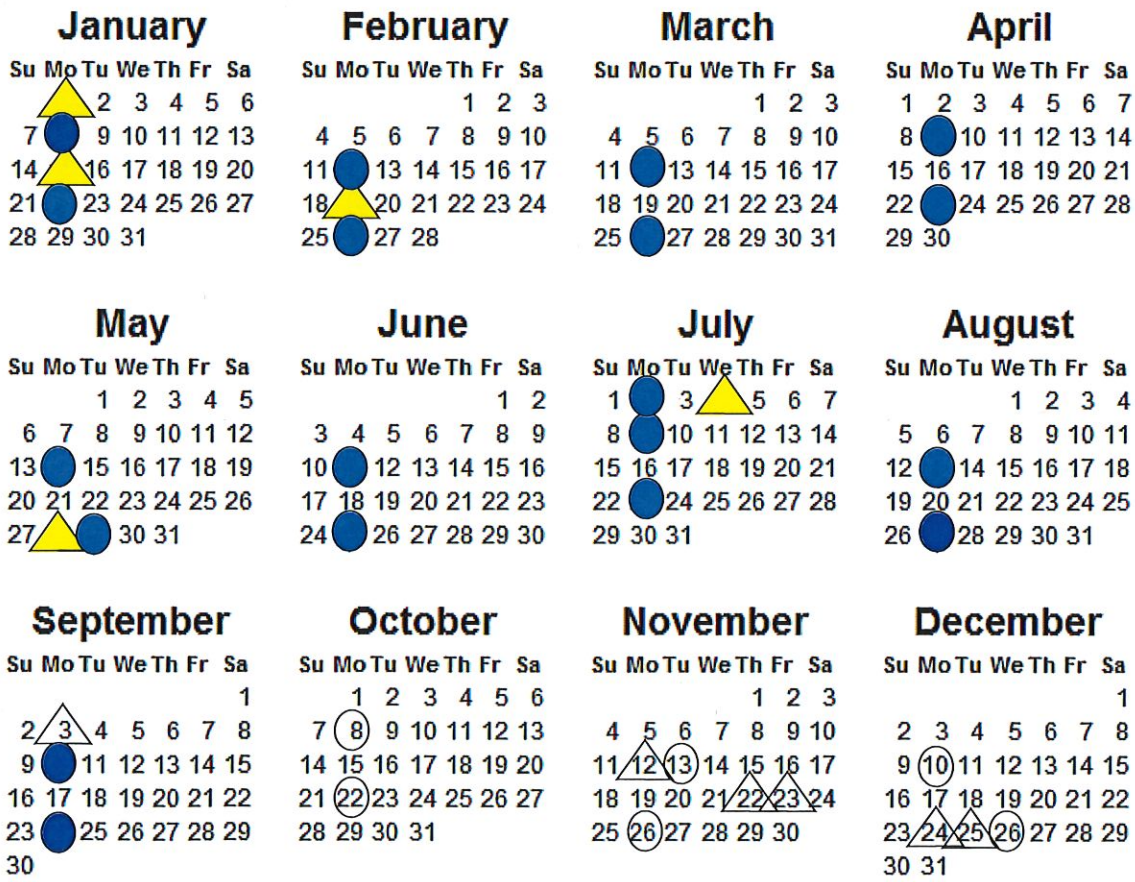 January
Su Mo Tu We Th Fr Sa
2 3 4 5 6
7 9 10 11 12 13
14 16 17 18 19 20
21 23 24 25 26 27
28 29 30 31
February
Su Mo Tu We Th Fr Sa
1 2 3
4 5 6 7 8 9 10
11 13 14 15 16 17
18 20 21 22 23 24
25 27 28
March
Su Mo Tu We Th Fr Sa
1 2 3
4 5 6 7 8 9 10
11 13 14 15 16 17
18 19 20 21 22 23 24
25 27 28 29 30 31
April
Su Mo Tu We Th Fr Sa
1 2 3 4 5 6 7
8 10 11 12 13 14
15 16 17 18 19 20 21
22 24 25 26 27 28
29 30
May
Su Mo Tu We Th Fr Sa
1 2 3 4 5
6 7 8 9 10 11 12
13 15 16 17 18 19
20 21 22 23 24 25 26
27 30 31
June
Su Mo Tu We Th Fr Sa
1 2
3 4 5 6 7 8 9
10 12 13 14 15 16
17 18 19 20 21 22 23
24 26 27 28 29 30
July
Su Mo Tu We Th Fr Sa
1 3 5 6 7
8 10 11 12 13 14
15 16 17 18 19 20 21
22 24 25 26 27 28
29 30 31
August
Su Mo Tu We Th Fr Sa
1 2 3 4
5 6 7 8 9 10 11
12 14 15 16 17 18
19 20 21 22 23 24 25
26 28 29 30 31
September
Su Mo Tu We Th Fr Sa
1
2 3 4 5 6 7 8
9 11 12 13 14 15
16 17 18 19 20 21 22
23 25 26 27 28 29
30
October
Su Mo Tu We Th Fr Sa
1 2 3 4 5 6
7 8 9 10 11 12 13
14 15 16 17 18 19 20
21 22 23 24 25 26 27
28 29 30 31
November
Su Mo Tu We Th Fr Sa
1 2 3
4 5 6 7 8 9 10
11 12 13 14 15 16 17
18 19 20 21 22 23 24
25 26 27 28 29 30
December
Su Mo Tu We Th Fr Sa
1
2 3 4 5 6 7 8
9 10 11 12 13 14 15
16 17 18 19 20 21 22
23 24 25 26 27 28 29
30 31